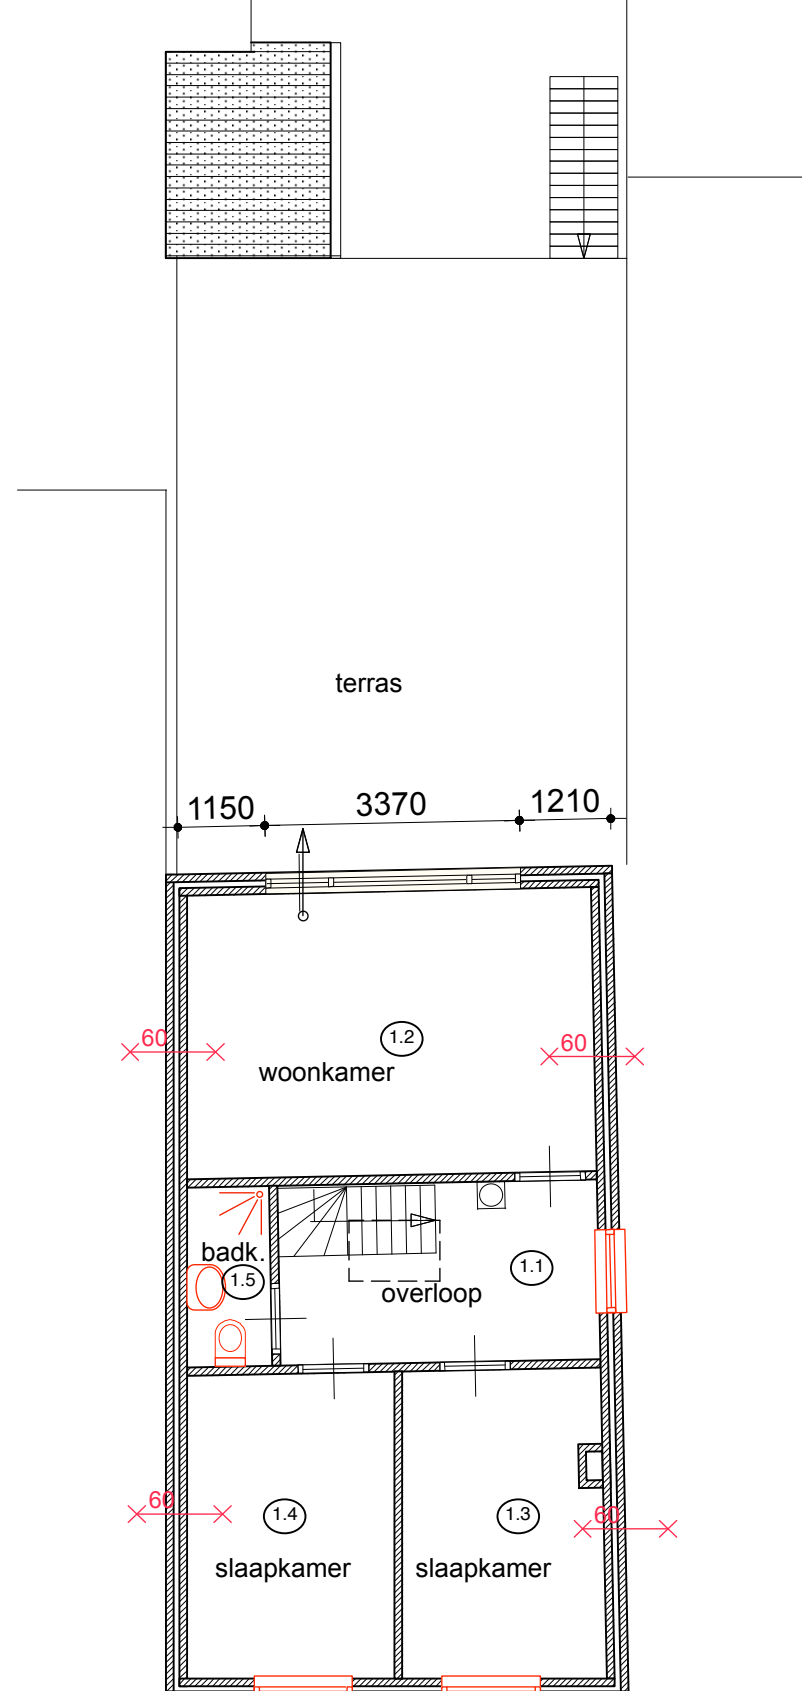 terras
1150 3370 1210
60 1.2 60
woonkamer
badk.
1.5 1.1
overloop
60 1.4 1.3 60
slaapkamer slaapkamer